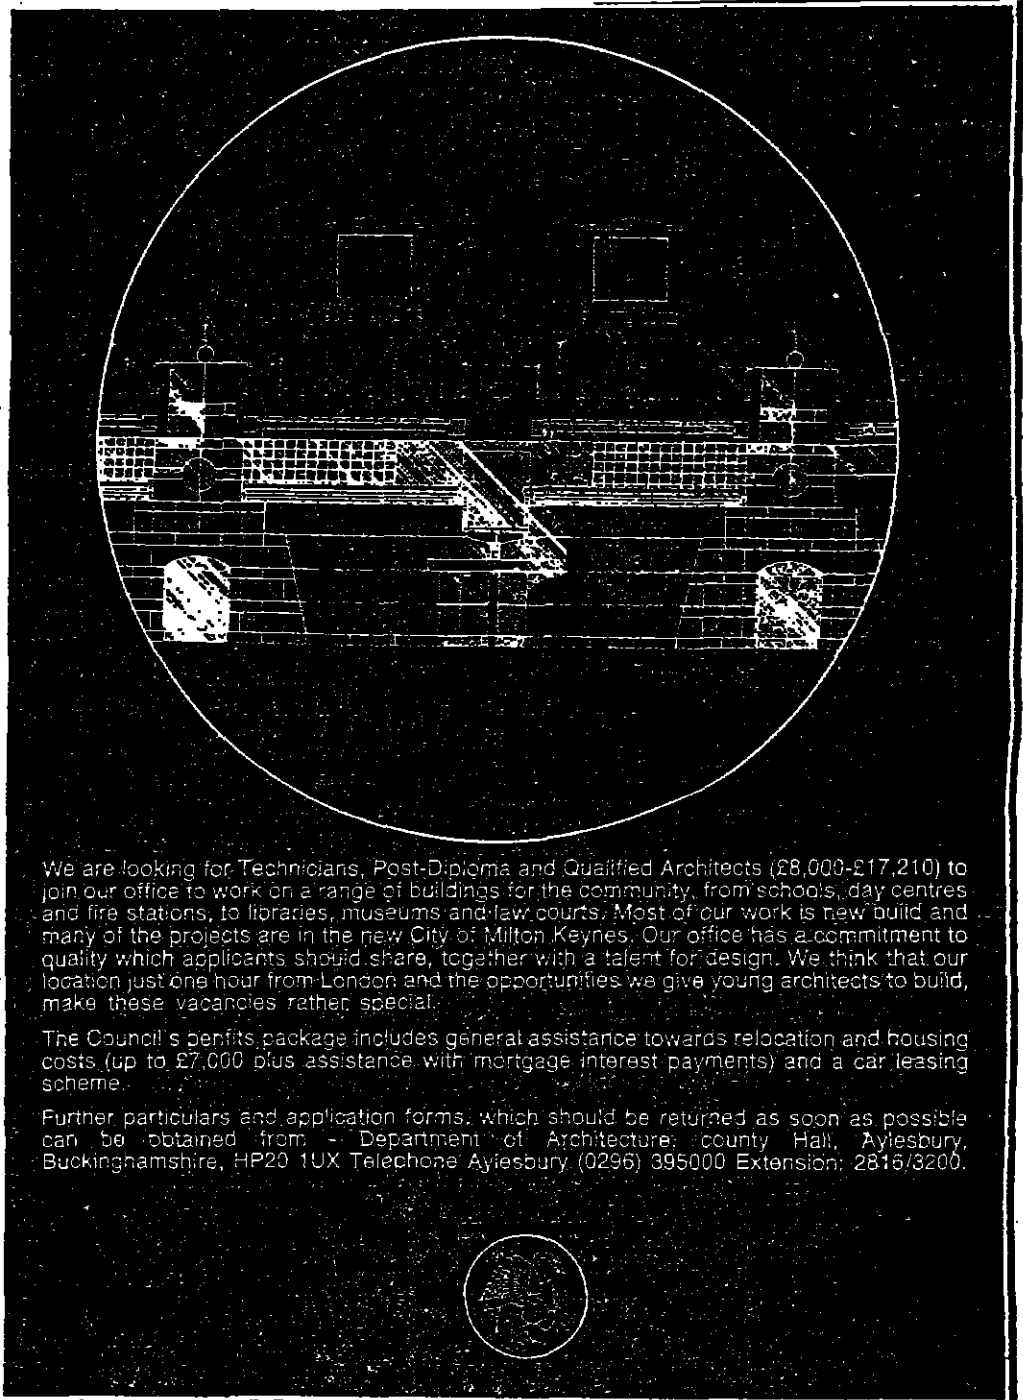 We are looking for Technicians, Post-Diploma and Qualified Architects (£8,000-£17,210) to
join our office to work on a range of buildings for the community, from schools, day centres
and fire stations, to libraries, museums and law courts. Most of our work is new build and
many of the projects are in the new City of Milton Keynes. Our office has a commitment to
quality which applicants should share, together with a talent for design. We think that our
location just one hour from London and the opportunities we give young architects to build,
make these vacancies rather special.
The Council's benfits package includes general assistance towards relocation and housing
costs (up to £7,000 plus assistance with mortgage interest payments) and a car leasing
scheme.
Further particulars and application forms, which should be returned as soon as possible
can be obtained from - Department of Architecture, county Hall, Aylesbury,
Buckinghamshire, HP20 1UX Telephone Aylesbury (0296) 395000 Extension: 2816/3200.